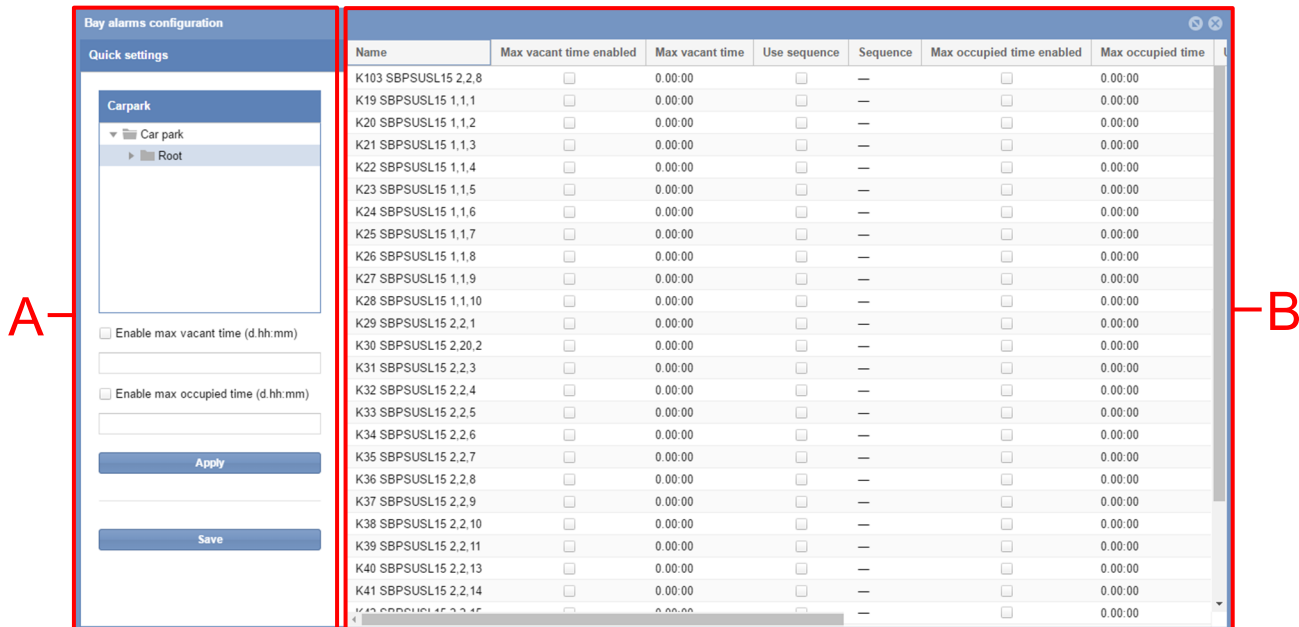 Bay alarms configuration
Quick settings
Carpark
Car park
Root
Enable max vacant time (d.hh:mm)
Enable max occupied time (d.hh:mm)
Apply
Save
A
Name Max vacant time enabled Max vacant time Use sequence Sequence Max occupied time enabled Max occupied time
K103 SBPSUSL15 2,2,8 0.00:00 — 0.00:00
K19 SBPSUSL15 1,1,1 0.00:00 — 0.00:00
K20 SBPSUSL15 1,1,2 0.00:00 — 0.00:00
K21 SBPSUSL15 1,1,3 0.00:00 — 0.00:00
K22 SBPSUSL15 1,1,4 0.00:00 — 0.00:00
K23 SBPSUSL15 1,1,5 0.00:00 — 0.00:00
K24 SBPSUSL15 1,1,6 0.00:00 — 0.00:00
K25 SBPSUSL15 1,1,7 0.00:00 — 0.00:00
K26 SBPSUSL15 1,1,8 0.00:00 — 0.00:00
K27 SBPSUSL15 1,1,9 0.00:00 — 0.00:00
K28 SBPSUSL15 1,1,10 0.00:00 — 0.00:00
K29 SBPSUSL15 2,2,1 0.00:00 — 0.00:00
K30 SBPSUSL15 2,20,2 0.00:00 — 0.00:00
K31 SBPSUSL15 2,2,3 0.00:00 — 0.00:00
K32 SBPSUSL15 2,2,4 0.00:00 — 0.00:00
K33 SBPSUSL15 2,2,5 0.00:00 — 0.00:00
K34 SBPSUSL15 2,2,6 0.00:00 — 0.00:00
K35 SBPSUSL15 2,2,7 0.00:00 — 0.00:00
K36 SBPSUSL15 2,2,8 0.00:00 — 0.00:00
K37 SBPSUSL15 2,2,9 0.00:00 — 0.00:00
K38 SBPSUSL15 2,2,10 0.00:00 — 0.00:00
K39 SBPSUSL15 2,2,11 0.00:00 — 0.00:00
K40 SBPSUSL15 2,2,13 0.00:00 — 0.00:00
K41 SBPSUSL15 2,2,14 0.00:00 — 0.00:00
— 0.00:00
B